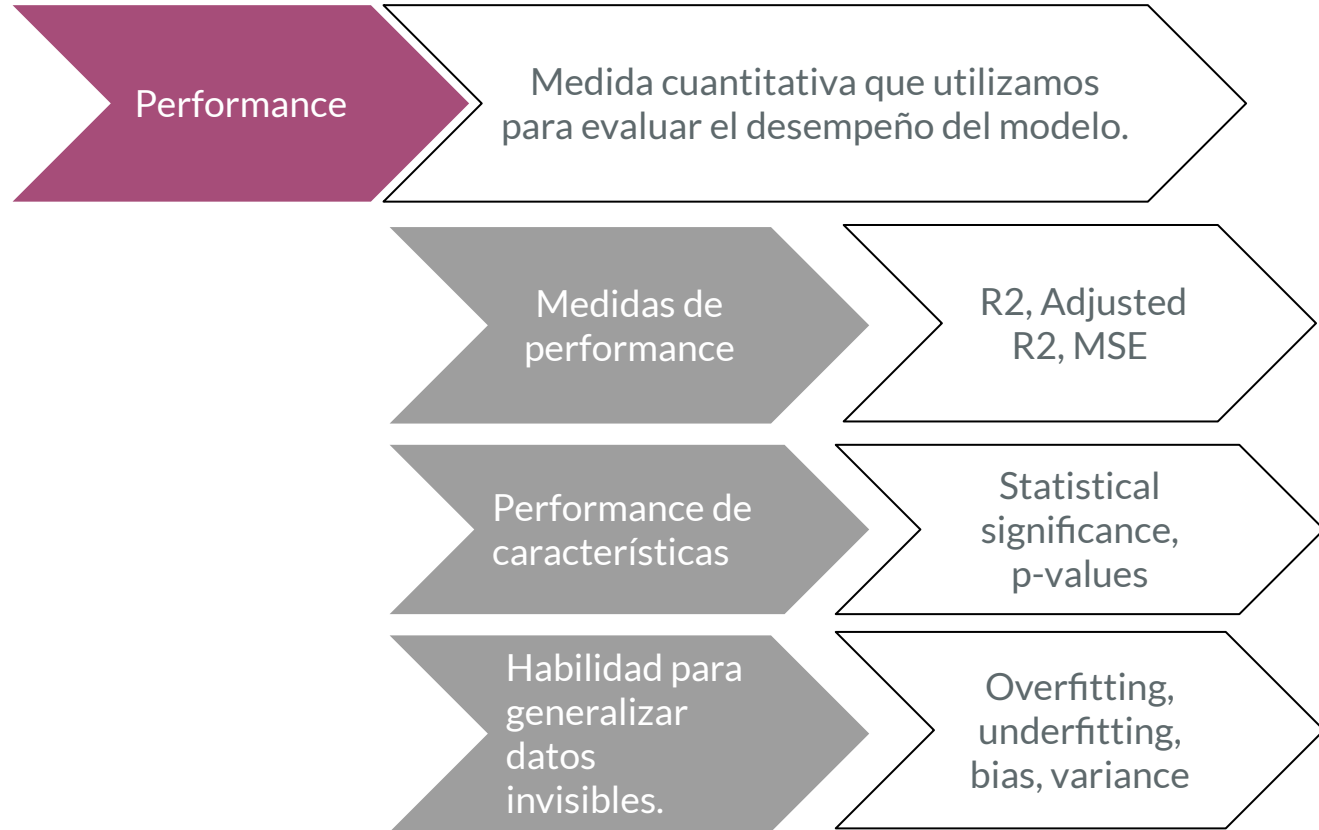 Performance
Medida cuantitativa que utilizamos
para evaluar el desempeño del modelo.
Medidas de
performance
R2, Adjusted
R2, MSE
Performance de
características
Statistical
significance,
p-values
Habilidad para
generalizar
datos
invisibles.
Overfitting,
underfitting,
bias, variance